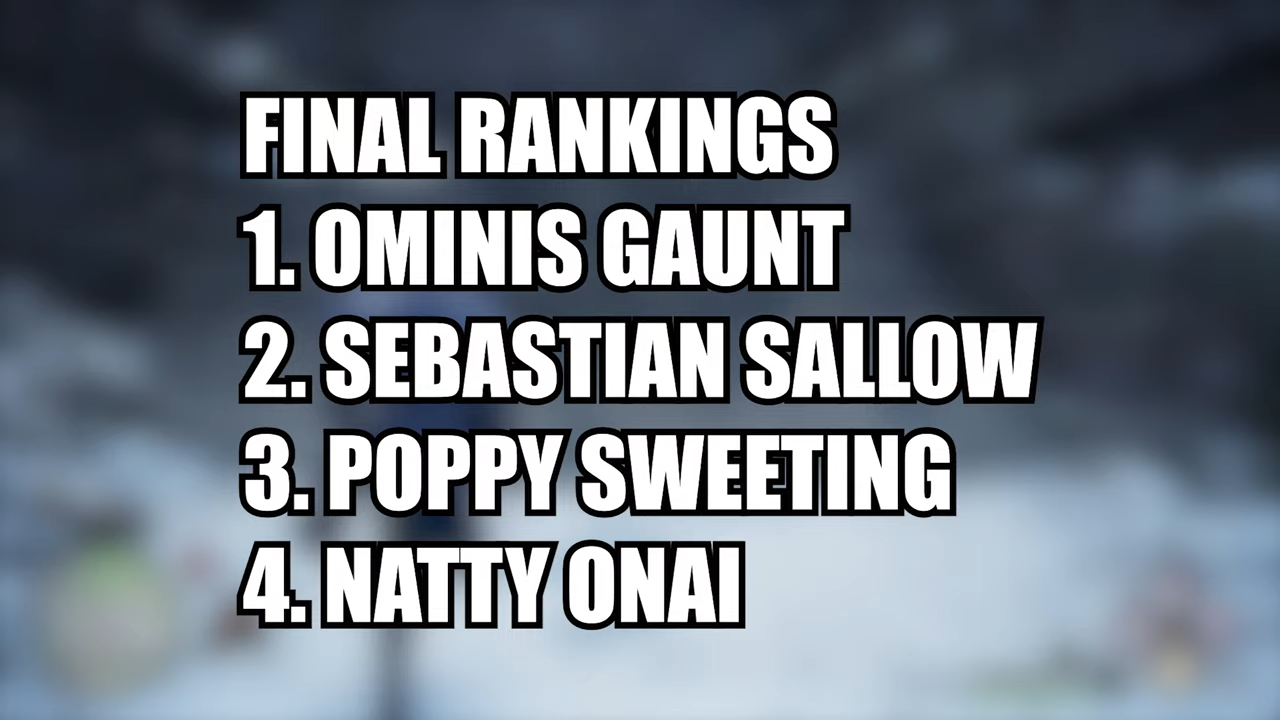 FINAL RANKINGS
1. OMINIS GAUNT
2. SEBASTIAN SALLOW
3. POPPY SWEETING
4. NATTY ONAI